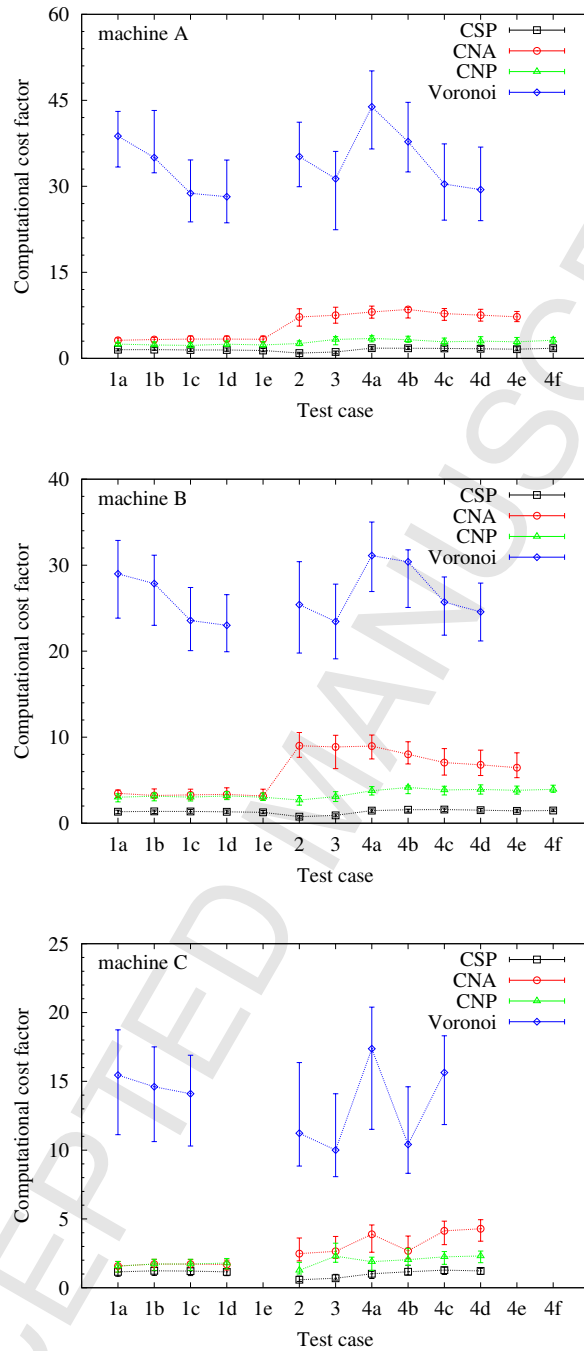 60
machine A
CSP
CNA
CNP
Voronoi
45
30
15
0
Computational cost factor
1a 1b 1c 1d 1e 2 3 4a 4b 4c 4d 4e 4f
Test case
40
machine B
CSP
CNA
CNP
Voronoi
30
20
10
0
Computational cost factor
1a 1b 1c 1d 1e 2 3 4a 4b 4c 4d 4e 4f
Test case
25
machine C
CSP
CNA
CNP
Voronoi
20
15
10
5
0
Computational cost factor
1a 1b 1c 1d 1e 2 3 4a 4b 4c 4d 4e 4f
Test case
CEPTED MANUSC